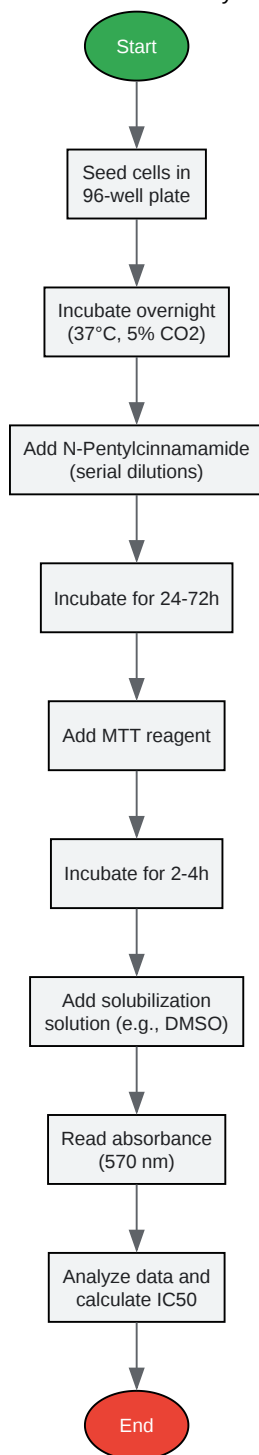 Start
Seed cells in
96-well plate
Incubate overnight
(37°C, 5% CO2)
Add N-Pentylcinnamamide
(serial dilutions)
Incubate for 24-72h
Add MTT reagent
Incubate for 2-4h
Add solubilization
solution (e.g., DMSO)
Read absorbance
(570 nm)
Analyze data and
calculate IC50
End